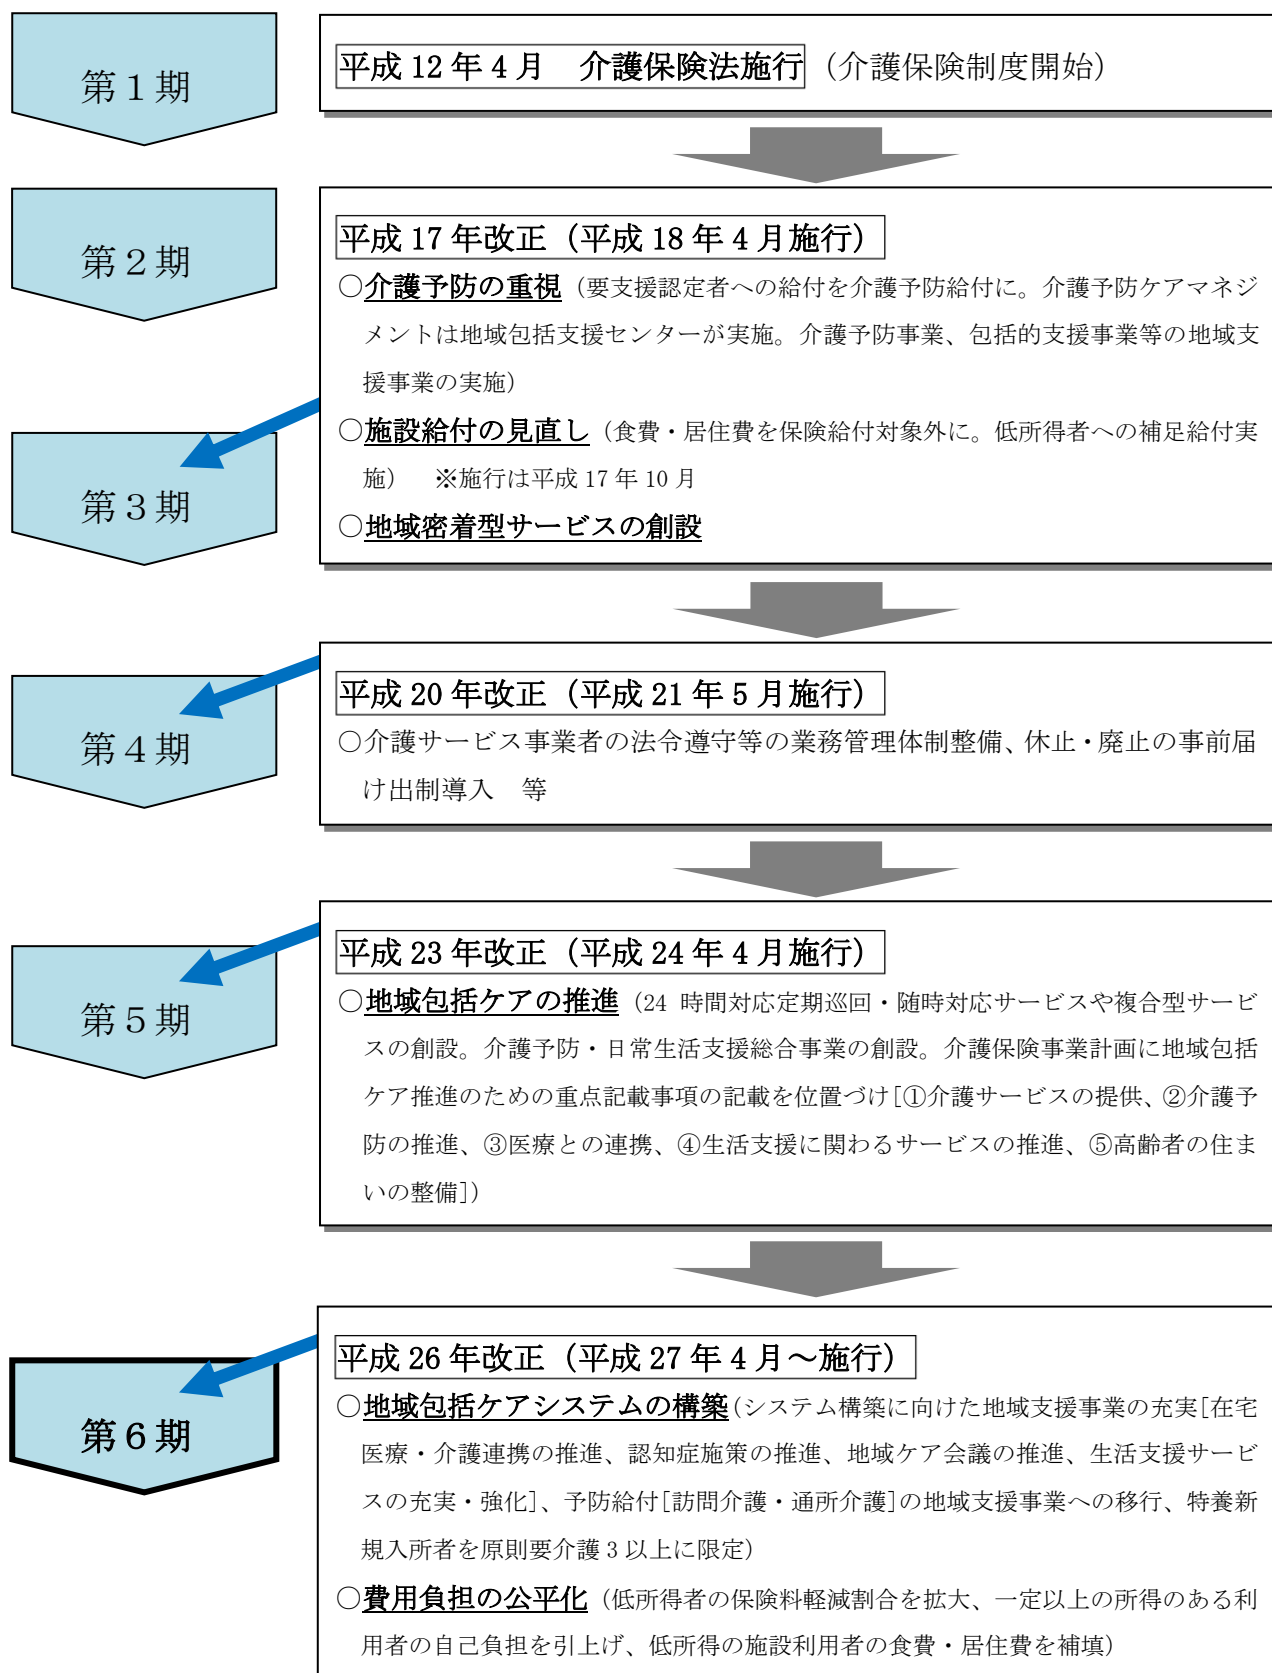 第１期
平成 12 年 4 月　介護保険法施行（介護保険制度開始）
第２期
平成 17 年改正（平成 18 年 4 月施行）
○介護予防の重視（要支援認定者への給付を介護予防給付に。介護予防ケアマネジ
メントは地域包括支援センターが実施。介護予防事業、包括的支援事業等の地域支
援事業の実施）
○施設給付の見直し（食費・居住費を保険給付対象外に。低所得者への補足給付実
施）　※施行は平成 17 年 10 月
○地域密着型サービスの創設
第３期
平成 20 年改正（平成 21 年 5 月施行）
○介護サービス事業者の法令遵守等の業務管理体制整備、休止・廃止の事前届
け出制導入　等
第４期
平成 23 年改正（平成 24 年 4 月施行）
○地域包括ケアの推進（24 時間対応定期巡回・随時対応サービスや複合型サービ
スの創設。介護予防・日常生活支援総合事業の創設。介護保険事業計画に地域包括
ケア推進のための重点記載事項の記載を位置づけ[①介護サービスの提供、②介護予
防の推進、③医療との連携、④生活支援に関わるサービスの推進、⑤高齢者の住ま
いの整備]）
第５期
平成 26 年改正（平成 27 年 4 月～施行）
○地域包括ケアシステムの構築(システム構築に向けた地域支援事業の充実[在宅
医療・介護連携の推進、認知症施策の推進、地域ケア会議の推進、生活支援サービ
スの充実・強化]、予防給付[訪問介護・通所介護]の地域支援事業への移行、特養新
規入所者を原則要介護 3 以上に限定）
○費用負担の公平化（低所得者の保険料軽減割合を拡大、一定以上の所得のある利
用者の自己負担を引上げ、低所得の施設利用者の食費・居住費を補填）
第６期